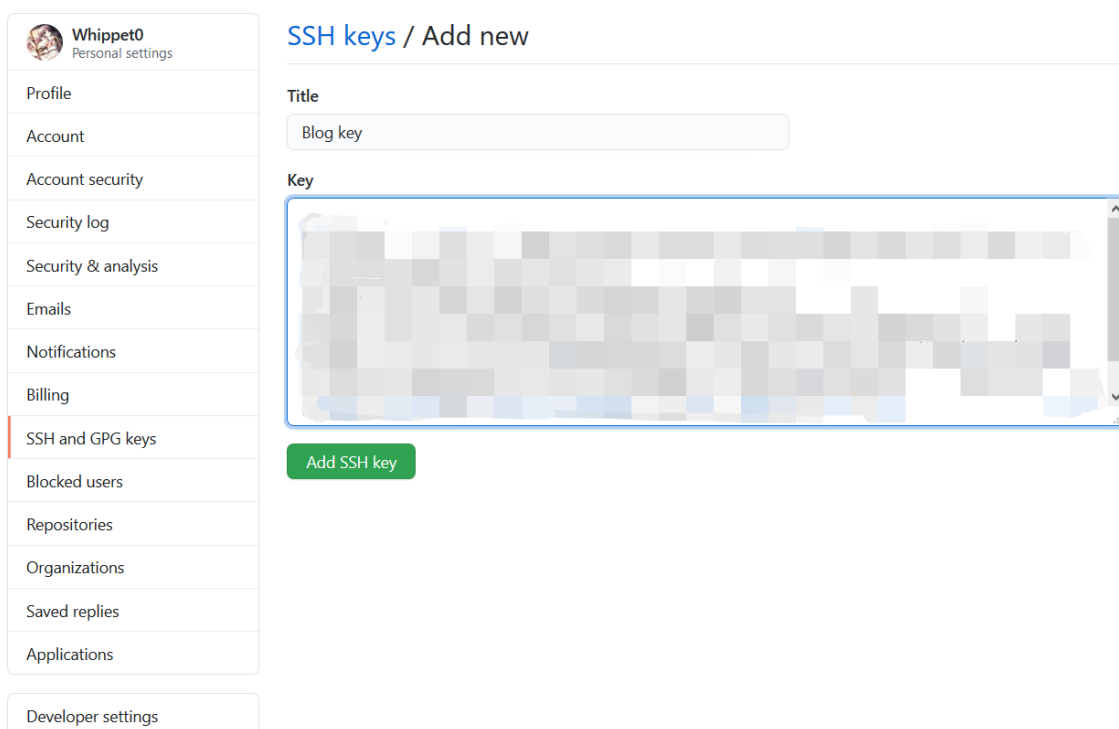 Whippet0
Personal settings
Profile
Account
Account security
Security log
Security & analysis
Emails
Notifications
Billing
SSH and GPG keys
Blocked users
Repositories
Organizations
Saved replies
Applications
Developer settings
SSH keys / Add new
Title
Blog key
Key
Add SSH key